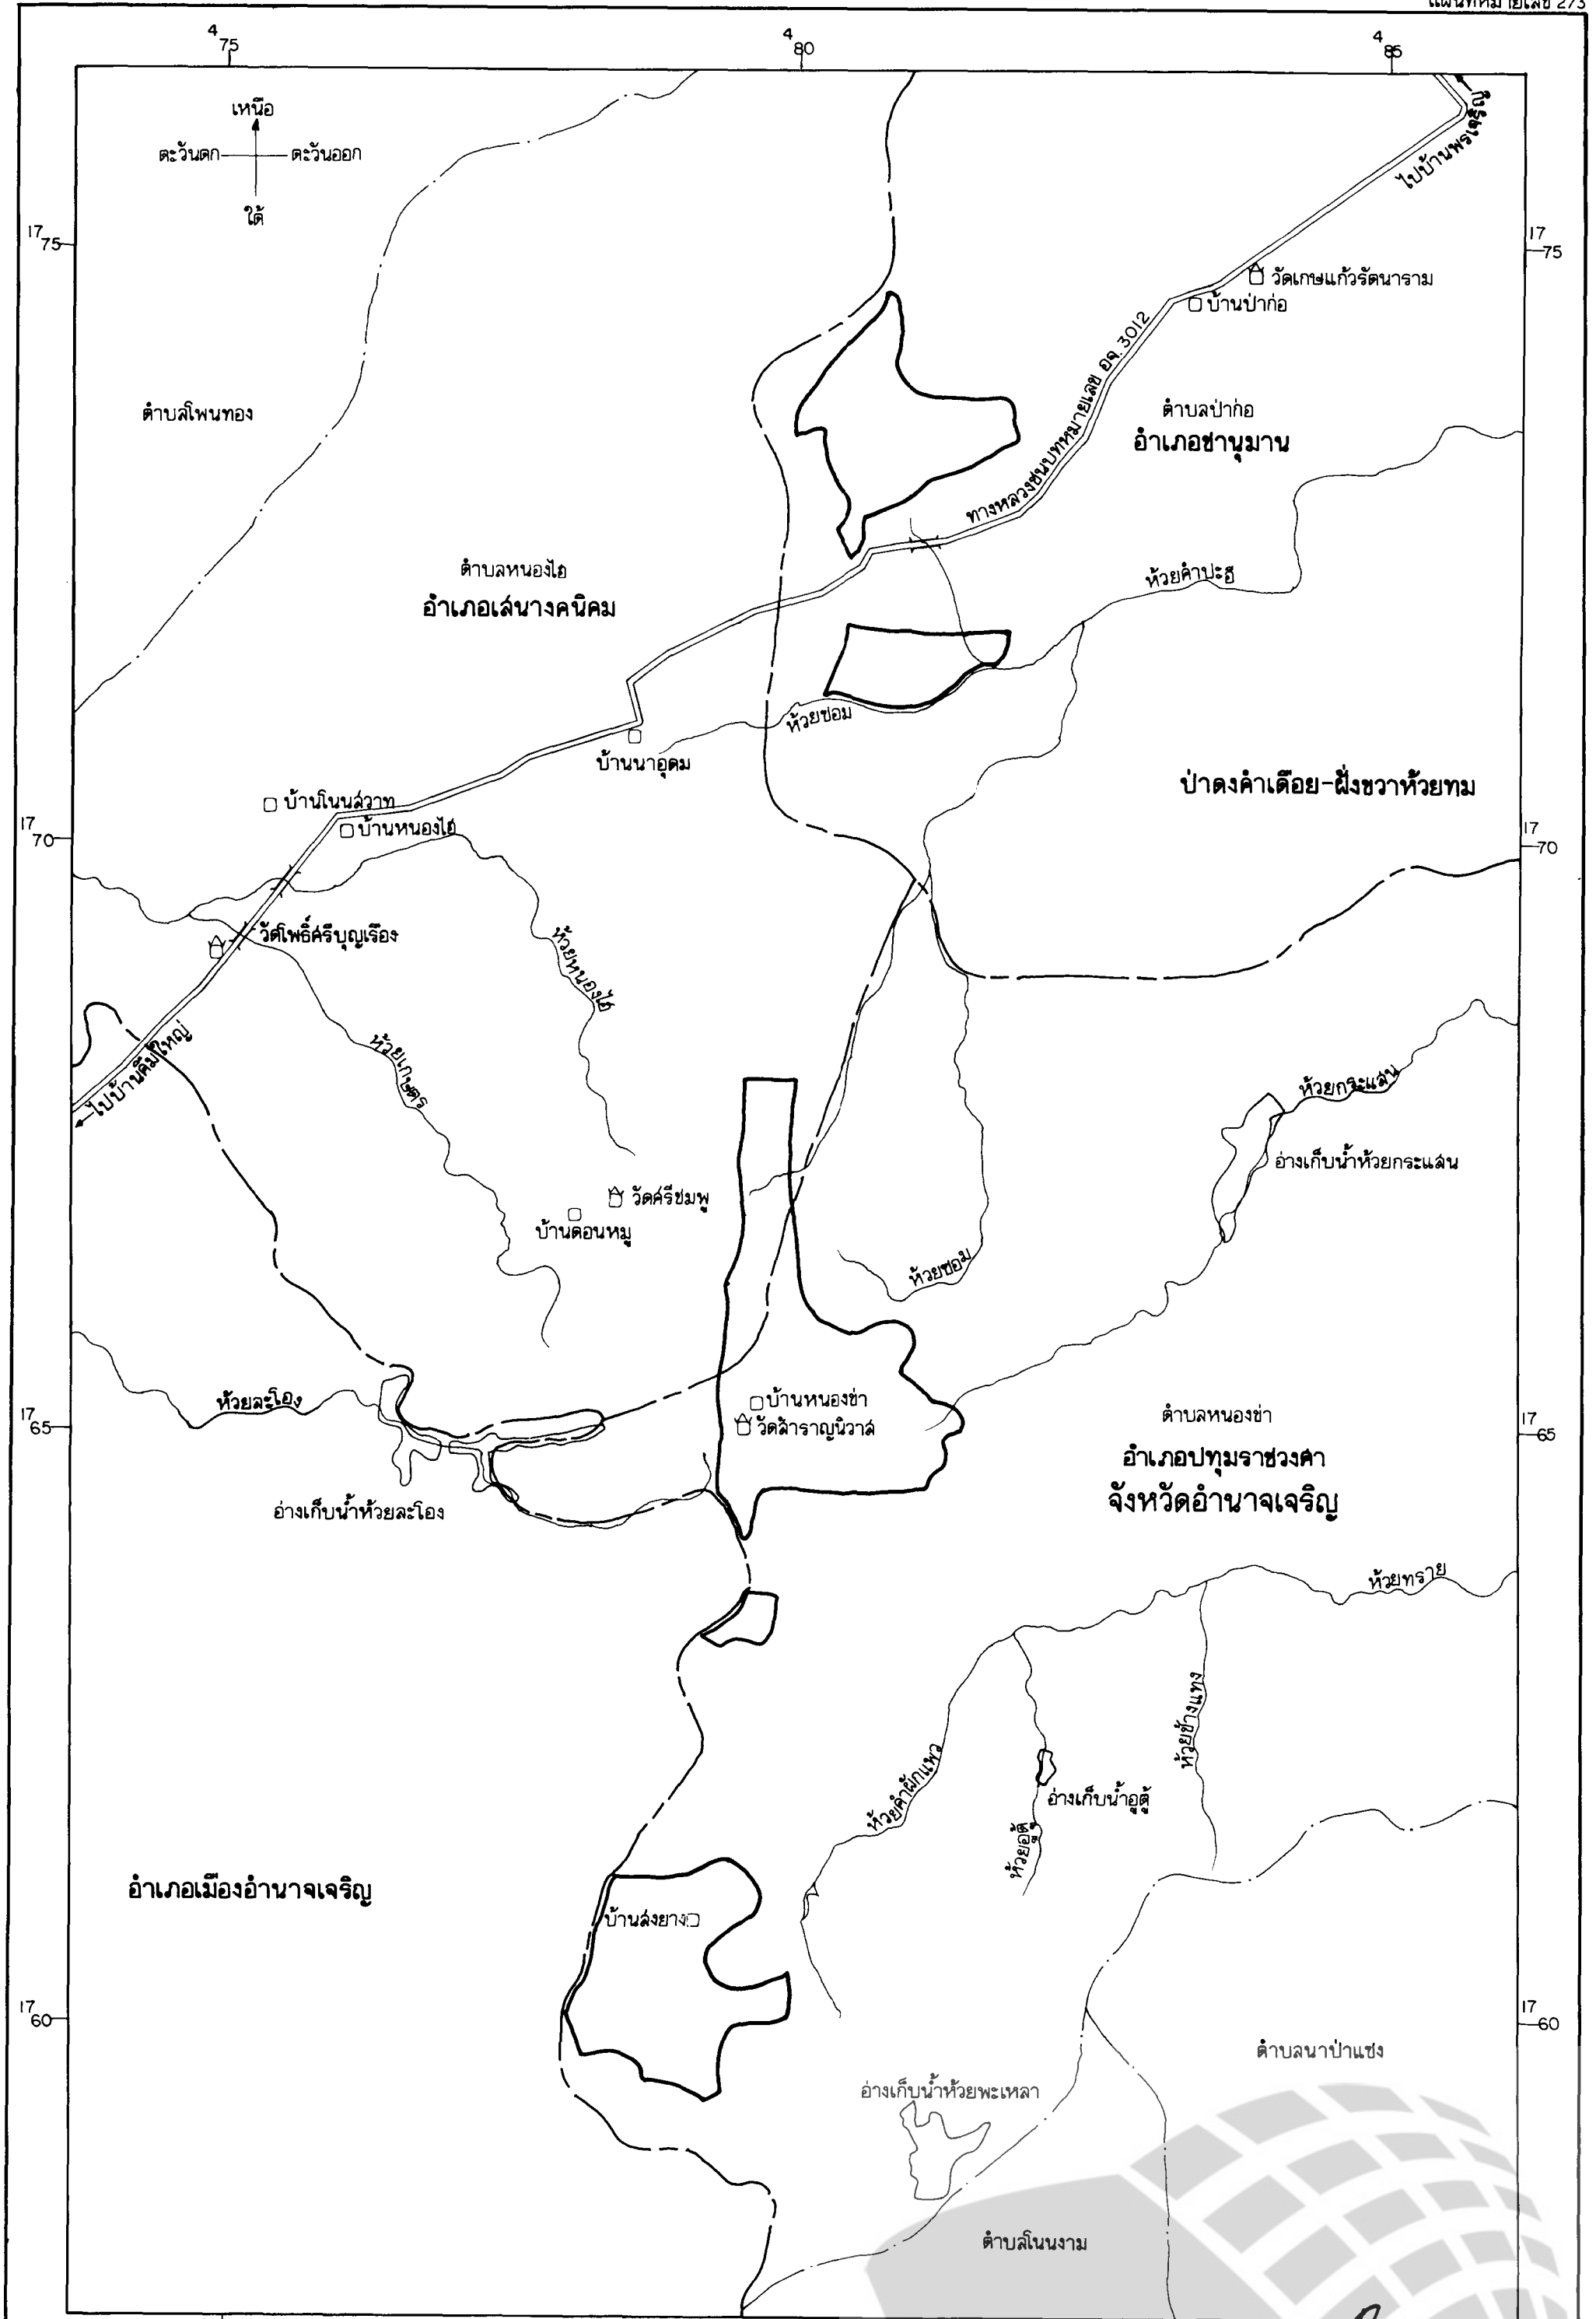 แผนที่หมายเลข 273
4 75
4 80
4 85
เหนือ
ตะวันตก
ตะวันออก
ใต้
ไปบ้านพรเจริญ
17 75
17 75
วัดเกษแก้วรัตนาราม
บ้านป่าก่อ
ทางหลวงชนบทหมายเลข อจ. 3012
ตำบลโพนทอง
ตำบลป่าก่อ
อำเภอชานุมาน
ตำบลหนองไฮ
อำเภอเสนางคนิคม
ห้วยคำปะอี
ห้วยซอม
บ้านนาอุดม
ป่าดงคำเดือย-ฝั่งขวาห้วยทม
บ้านโนนสวาท
บ้านหนองไฮ
17 70
17 70
วัดโพธิ์ศรีบุญเรือง
ห้วยหนองไฮ
ห้วยเกษตร
ไปบ้านคึมใหญ่
ห้วยกระแสน
อ่างเก็บน้ำห้วยกระแสน
วัดศรีชมพู
บ้านดอนหมู
ห้วยซอม
ห้วยละโอง
บ้านหนองข่า
วัดสำราญนิวาส
17 65
17 65
ตำบลหนองข่า
อำเภอปทุมราชวงศา
จังหวัดอำนาจเจริญ
อ่างเก็บน้ำห้วยละโอง
ห้วยทราย
ห้วยช้างแทง
ห้วยคำผักแพว
อ่างเก็บน้ำอูตู้
ห้วยอูตู้
อำเภอเมืองอำนาจเจริญ
บ้านสงยาง
17 60
17 60
ตำบลนาป่าแซง
อ่างเก็บน้ำห้วยพะเหลา
ตำบลโนนงาม